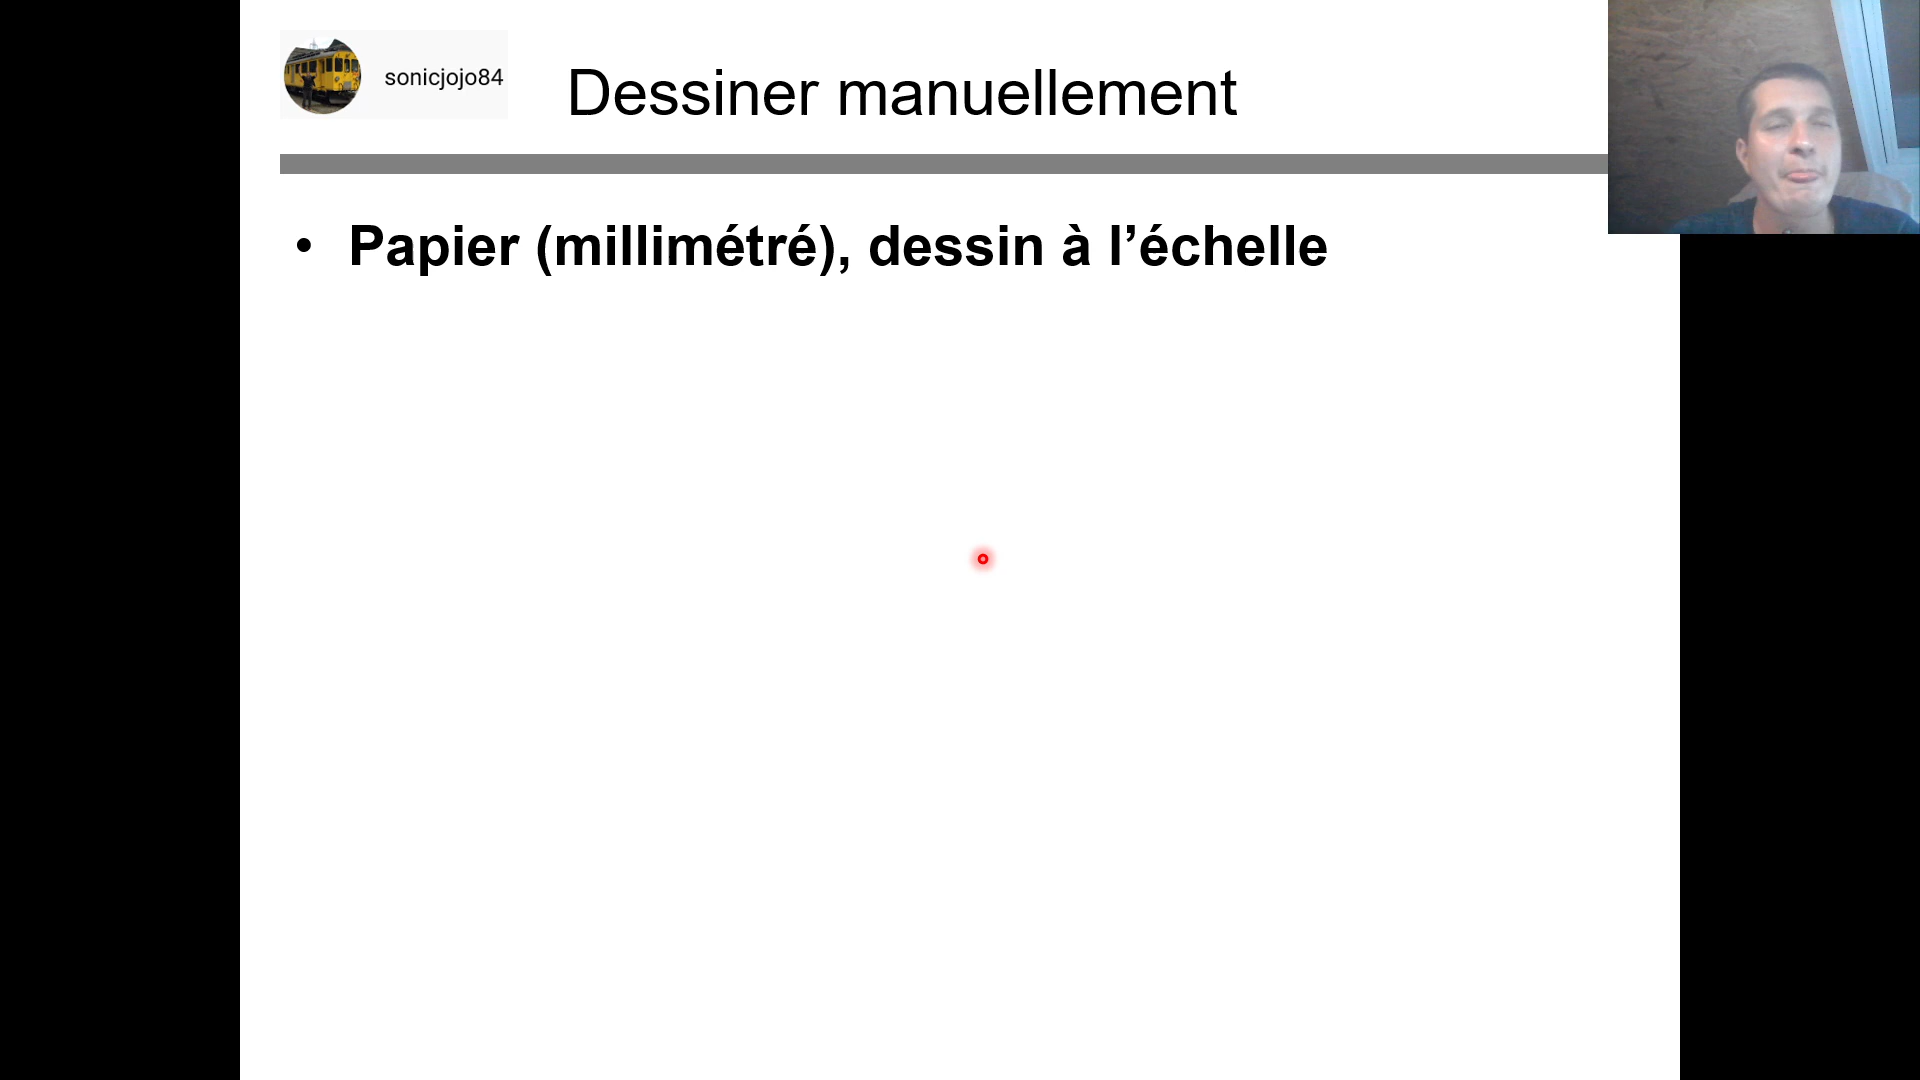 sonicjojo84
Dessiner manuellement
• Papier (millimétré), dessin à l’échelle